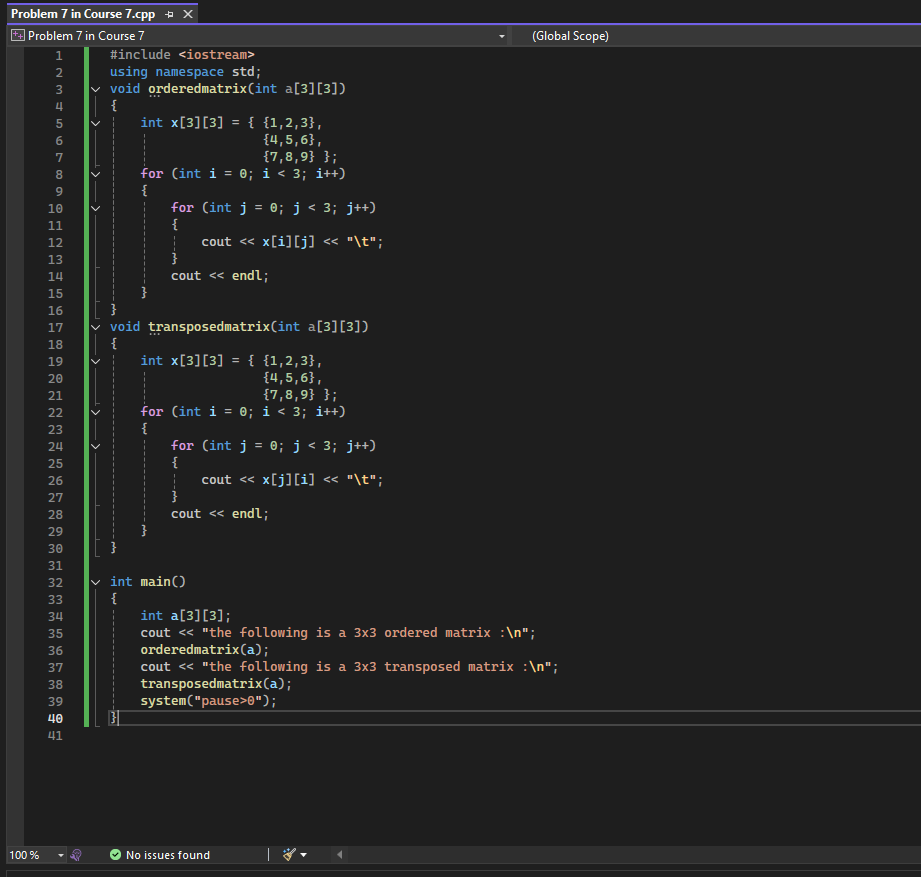 Problem 7 in Course 7.cpp
Problem 7 in Course 7 (Global Scope)
1 #include <iostream>
2 using namespace std;
3 void orderedmatrix(int a[3][3])
4 {
5     int x[3][3] = { {1,2,3},
6                     {4,5,6},
7                     {7,8,9} };
8     for (int i = 0; i < 3; i++)
9     {
10         for (int j = 0; j < 3; j++)
11         {
12             cout << x[i][j] << "\t";
13         }
14         cout << endl;
15     }
16 }
17 void transposedmatrix(int a[3][3])
18 {
19     int x[3][3] = { {1,2,3},
20                     {4,5,6},
21                     {7,8,9} };
22     for (int i = 0; i < 3; i++)
23     {
24         for (int j = 0; j < 3; j++)
25         {
26             cout << x[j][i] << "\t";
27         }
28         cout << endl;
29     }
30 }
31
32 int main()
33 {
34     int a[3][3];
35     cout << "the following is a 3x3 ordered matrix :\n";
36     orderedmatrix(a);
37     cout << "the following is a 3x3 transposed matrix :\n";
38     transposedmatrix(a);
39     system("pause>0");
40 }
41
100 % No issues found